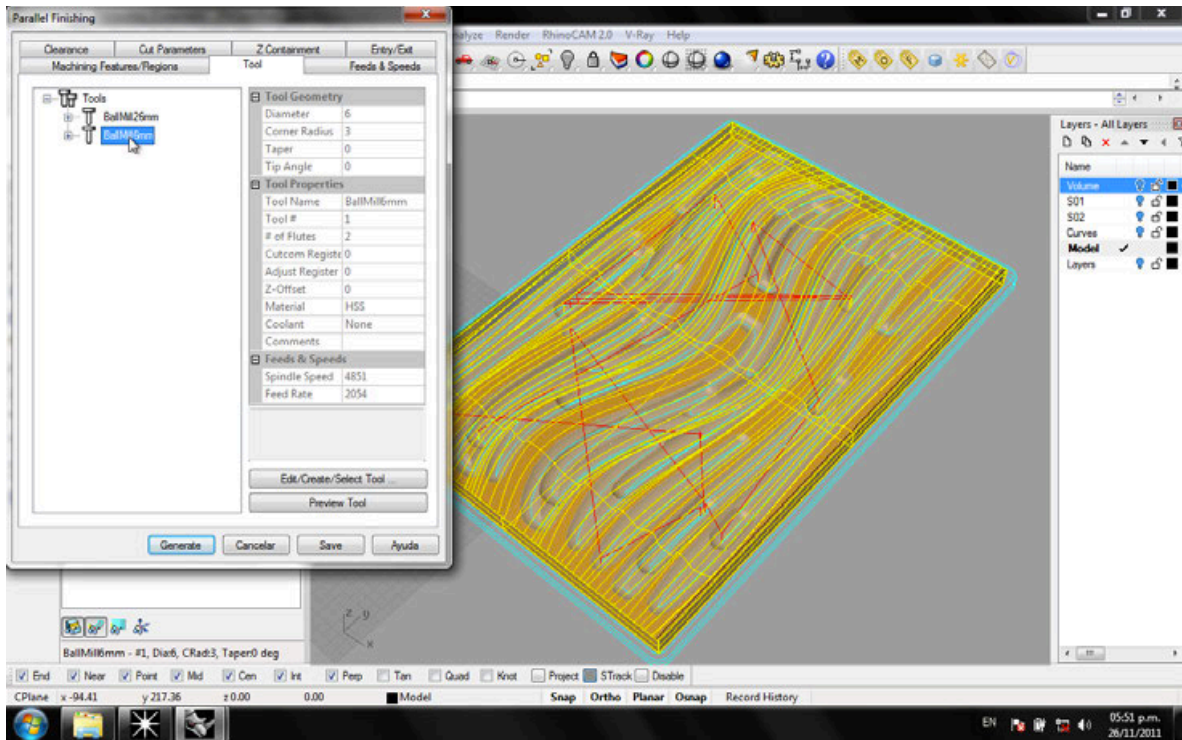 Parallel Finishing
Clearance Cut Parameters Z Containment Entry/Exit
Machining Features/Regions Tool Feeds & Speeds
Tools
BallMill26mm
BallMill6mm
Tool Geometry
Diameter 6
Corner Radius 3
Taper 0
Tip Angle 0
Tool Properties
Tool Name BallMill6mm
Tool # 1
# of Flutes 2
Cutcom Registe 0
Adjust Register 0
Z-Offset 0
Material HSS
Coolant None
Comments
Feeds & Speeds
Spindle Speed 4851
Feed Rate 2054
Edit/Create/Select Tool ...
Preview Tool
Generate Cancelar Save Ayuda
nalyze Render RhinoCAM 2.0 V-Ray Help
Layers - All Layers
Name
Volume
S01
S02
Curves
Model
Layers
z y
x
BallMill6mm - #1, Dia:6, CRad:3, Taper:0 deg
End Near Point Mid Cen Int Perp Tan Quad Knot Project STrack Disable
CPlane x -94.41 y 217.36 z 0.00 0.00 Model Snap Ortho Planar Osnap Record History
EN 05:51 p.m.
26/11/2011